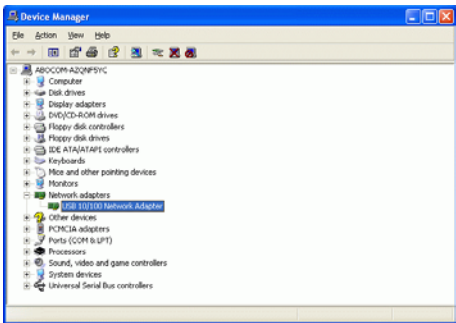 Device Manager
File Action View Help
ABOCOM-AZQNF5YC
Computer
Disk drives
Display adapters
DVD/CD-ROM drives
Floppy disk controllers
Floppy disk drives
IDE ATA/ATAPI controllers
Keyboards
Mice and other pointing devices
Monitors
Network adapters
USB 10/100 Network Adapter
Other devices
PCMCIA adapters
Ports (COM & LPT)
Processors
Sound, video and game controllers
System devices
Universal Serial Bus controllers